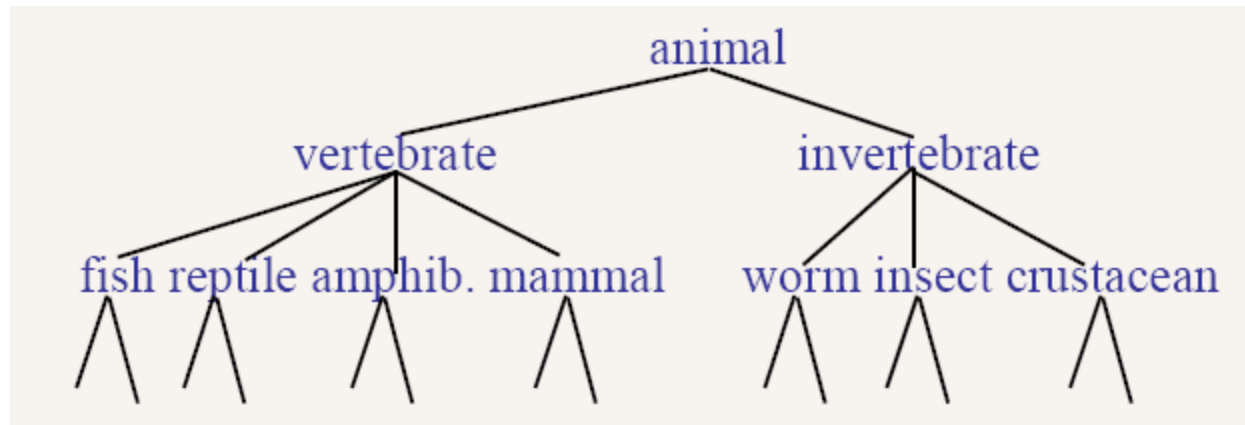 animal
vertebrate invertebrate
fish reptile amphib. mammal worm insect crustacean